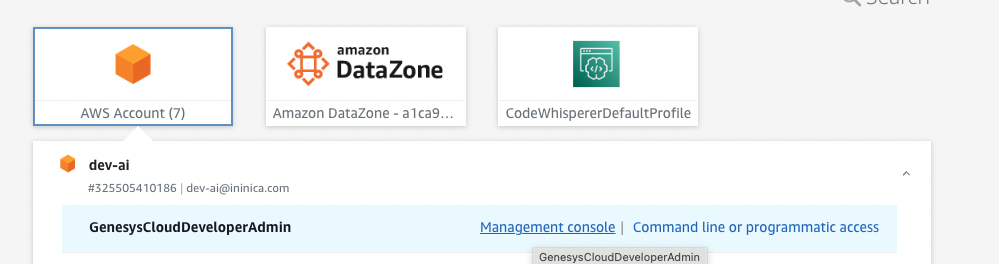 Search
amazon
DataZone
AWS Account (7)
Amazon DataZone - a1ca9...
CodeWhispererDefaultProfile
dev-ai
#325505410186 | dev-ai@ininica.com
GenesysCloudDeveloperAdmin
Management console | Command line or programmatic access
GenesysCloudDeveloperAdmin